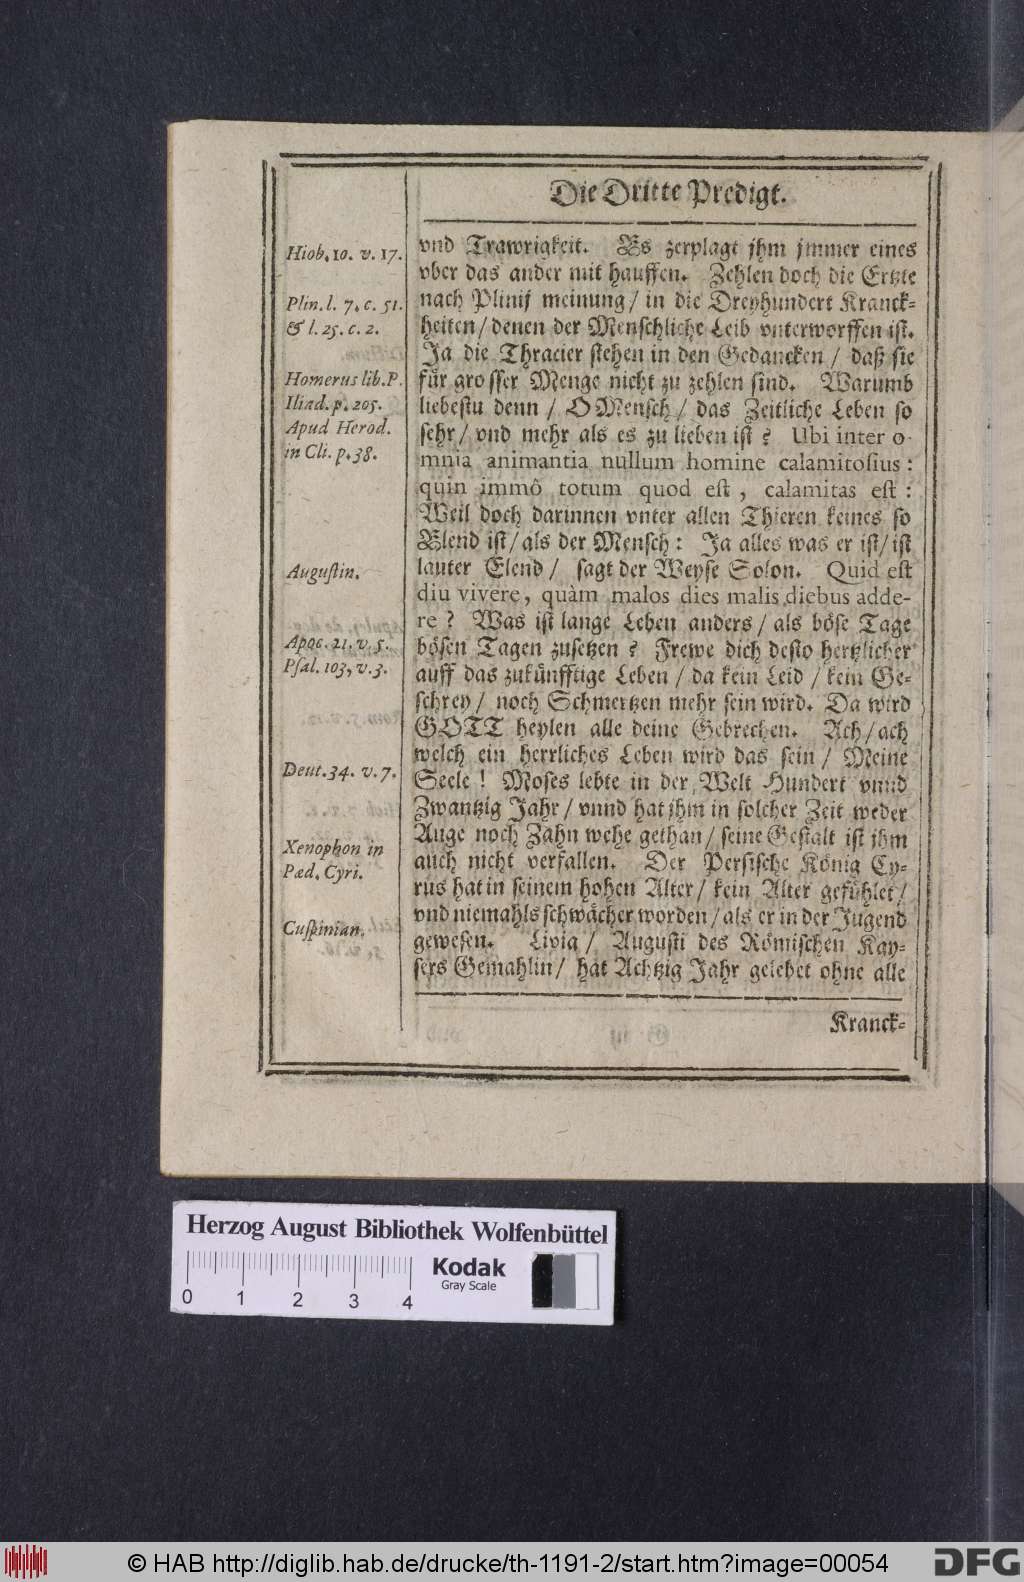 Die Dritte Predigt.
Hiob. 10. v. 17.
Plin. l. 7. c. 51.
& l. 25. c. 2.
Homerus lib. P.
Iliad. p. 205.
Apud Herod.
in Cli. p. 38.
Augustin.
Apoc. 21. v. 5.
Psal. 103, v. 3.
Deut. 34. v. 7.
Xenophon in
Pæd. Cyri.
Cuspinian.
vnd Trawrigkeit. Es zerplagt jhm jmmer eines
vber das ander mit hauffen. Zehlen doch die Ertzte
nach Plinij meinung / in die Dreyhundert Kranck-
heiten / denen der Menschliche Leib vnterworffen ist.
Ja die Thracier stehen in den Gedancken / daß sie
für grosser Menge nicht zu zehlen sind. Warumb
liebestu denn / O Mensch / das Zeitliche Leben so
sehr / vnd mehr als es zu lieben ist ? Ubi inter o-
mnia animantia nullum homine calamitosius :
quin immô totum quod est , calamitas est :
Weil doch darinnen vnter allen Thieren keines so
Elend ist / als der Mensch : Ja alles was er ist / ist
lauter Elend / sagt der Weyse Solon. Quid est
diu vivere, quàm malos dies malis diebus adde-
re ? Was ist lange Leben anders / als böse Tage
bösen Tagen zusetzen ? Frewe dich desto hertzlicher
auff das zukünfftige Leben / da kein Leid / kein Ge-
schrey / noch Schmertzen mehr sein wird. Da wird
GOTT heylen alle deine Gebrechen. Ach / ach
welch ein herrliches Leben wird das sein / Meine
Seele ! Moses lebte in der Welt Hundert vnnd
Zwantzig Jahr / vnnd hat jhm in solcher Zeit weder
Auge noch Zahn wehe gethan / seine Gestalt ist jhm
auch nicht verfallen. Der Persische König Cy-
rus hat in seinem hohen Alter / kein Alter gefühlet /
vnd niemahls schwächer worden / als er in der Jugend
gewesen. Livia / Augusti des Römischen Kay-
sers Gemahlin / hat Achtzig Jahr gelebet ohne alle
Kranck-
Herzog August Bibliothek Wolfenbüttel
Kodak
Gray Scale
0 1 2 3 4
© HAB http://diglib.hab.de/drucke/th-1191-2/start.htm?image=00054
DFG